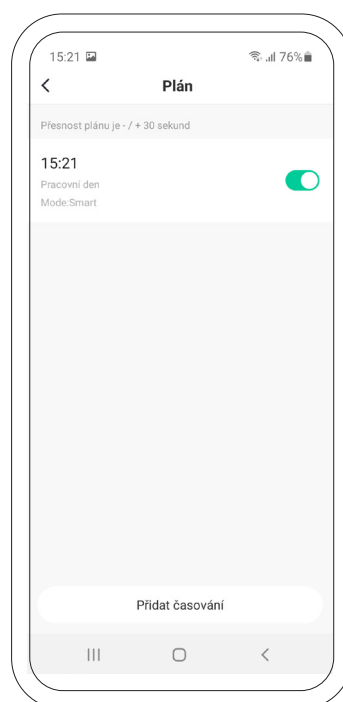 15:21 76%
Plán
Přesnost plánu je - / + 30 sekund
15:21
Pracovní den
Mode:Smart
Přidat časování